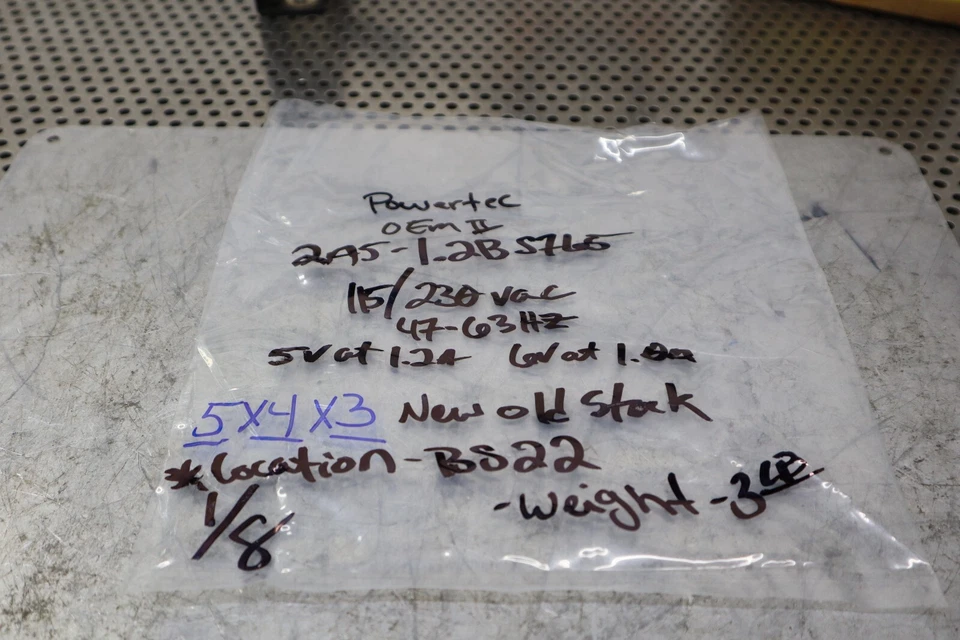 Powertec
OEM II
2A5-1.2B S765
115/230 vac
47-63HZ
5V at 1.2A 6V at 1.0a
5X4X3 New old Stock
* Location - BS22
1/8 - Weight - 3